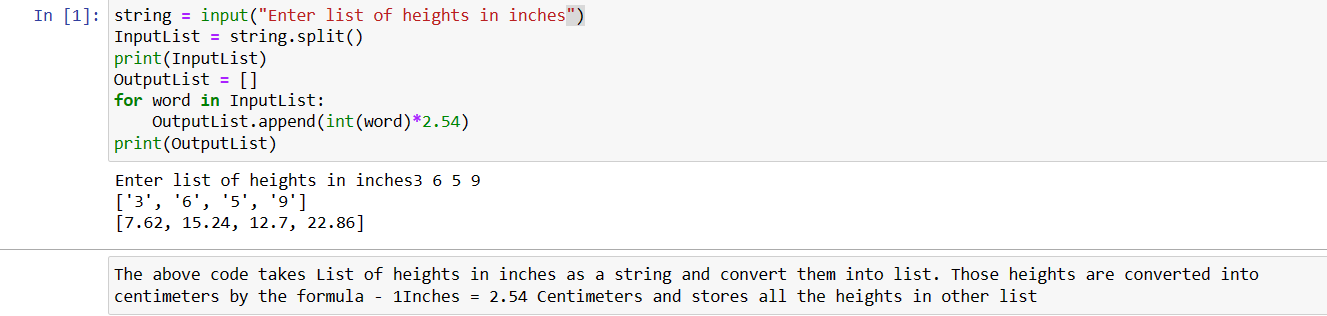 In [1]: string = input("Enter list of heights in inches")
InputList = string.split()
print(InputList)
OutputList = []
for word in InputList:
    OutputList.append(int(word)*2.54)
print(OutputList)
Enter list of heights in inches3 6 5 9
['3', '6', '5', '9']
[7.62, 15.24, 12.7, 22.86]
The above code takes List of heights in inches as a string and convert them into list. Those heights are converted into
centimeters by the formula - 1Inches = 2.54 Centimeters and stores all the heights in other list